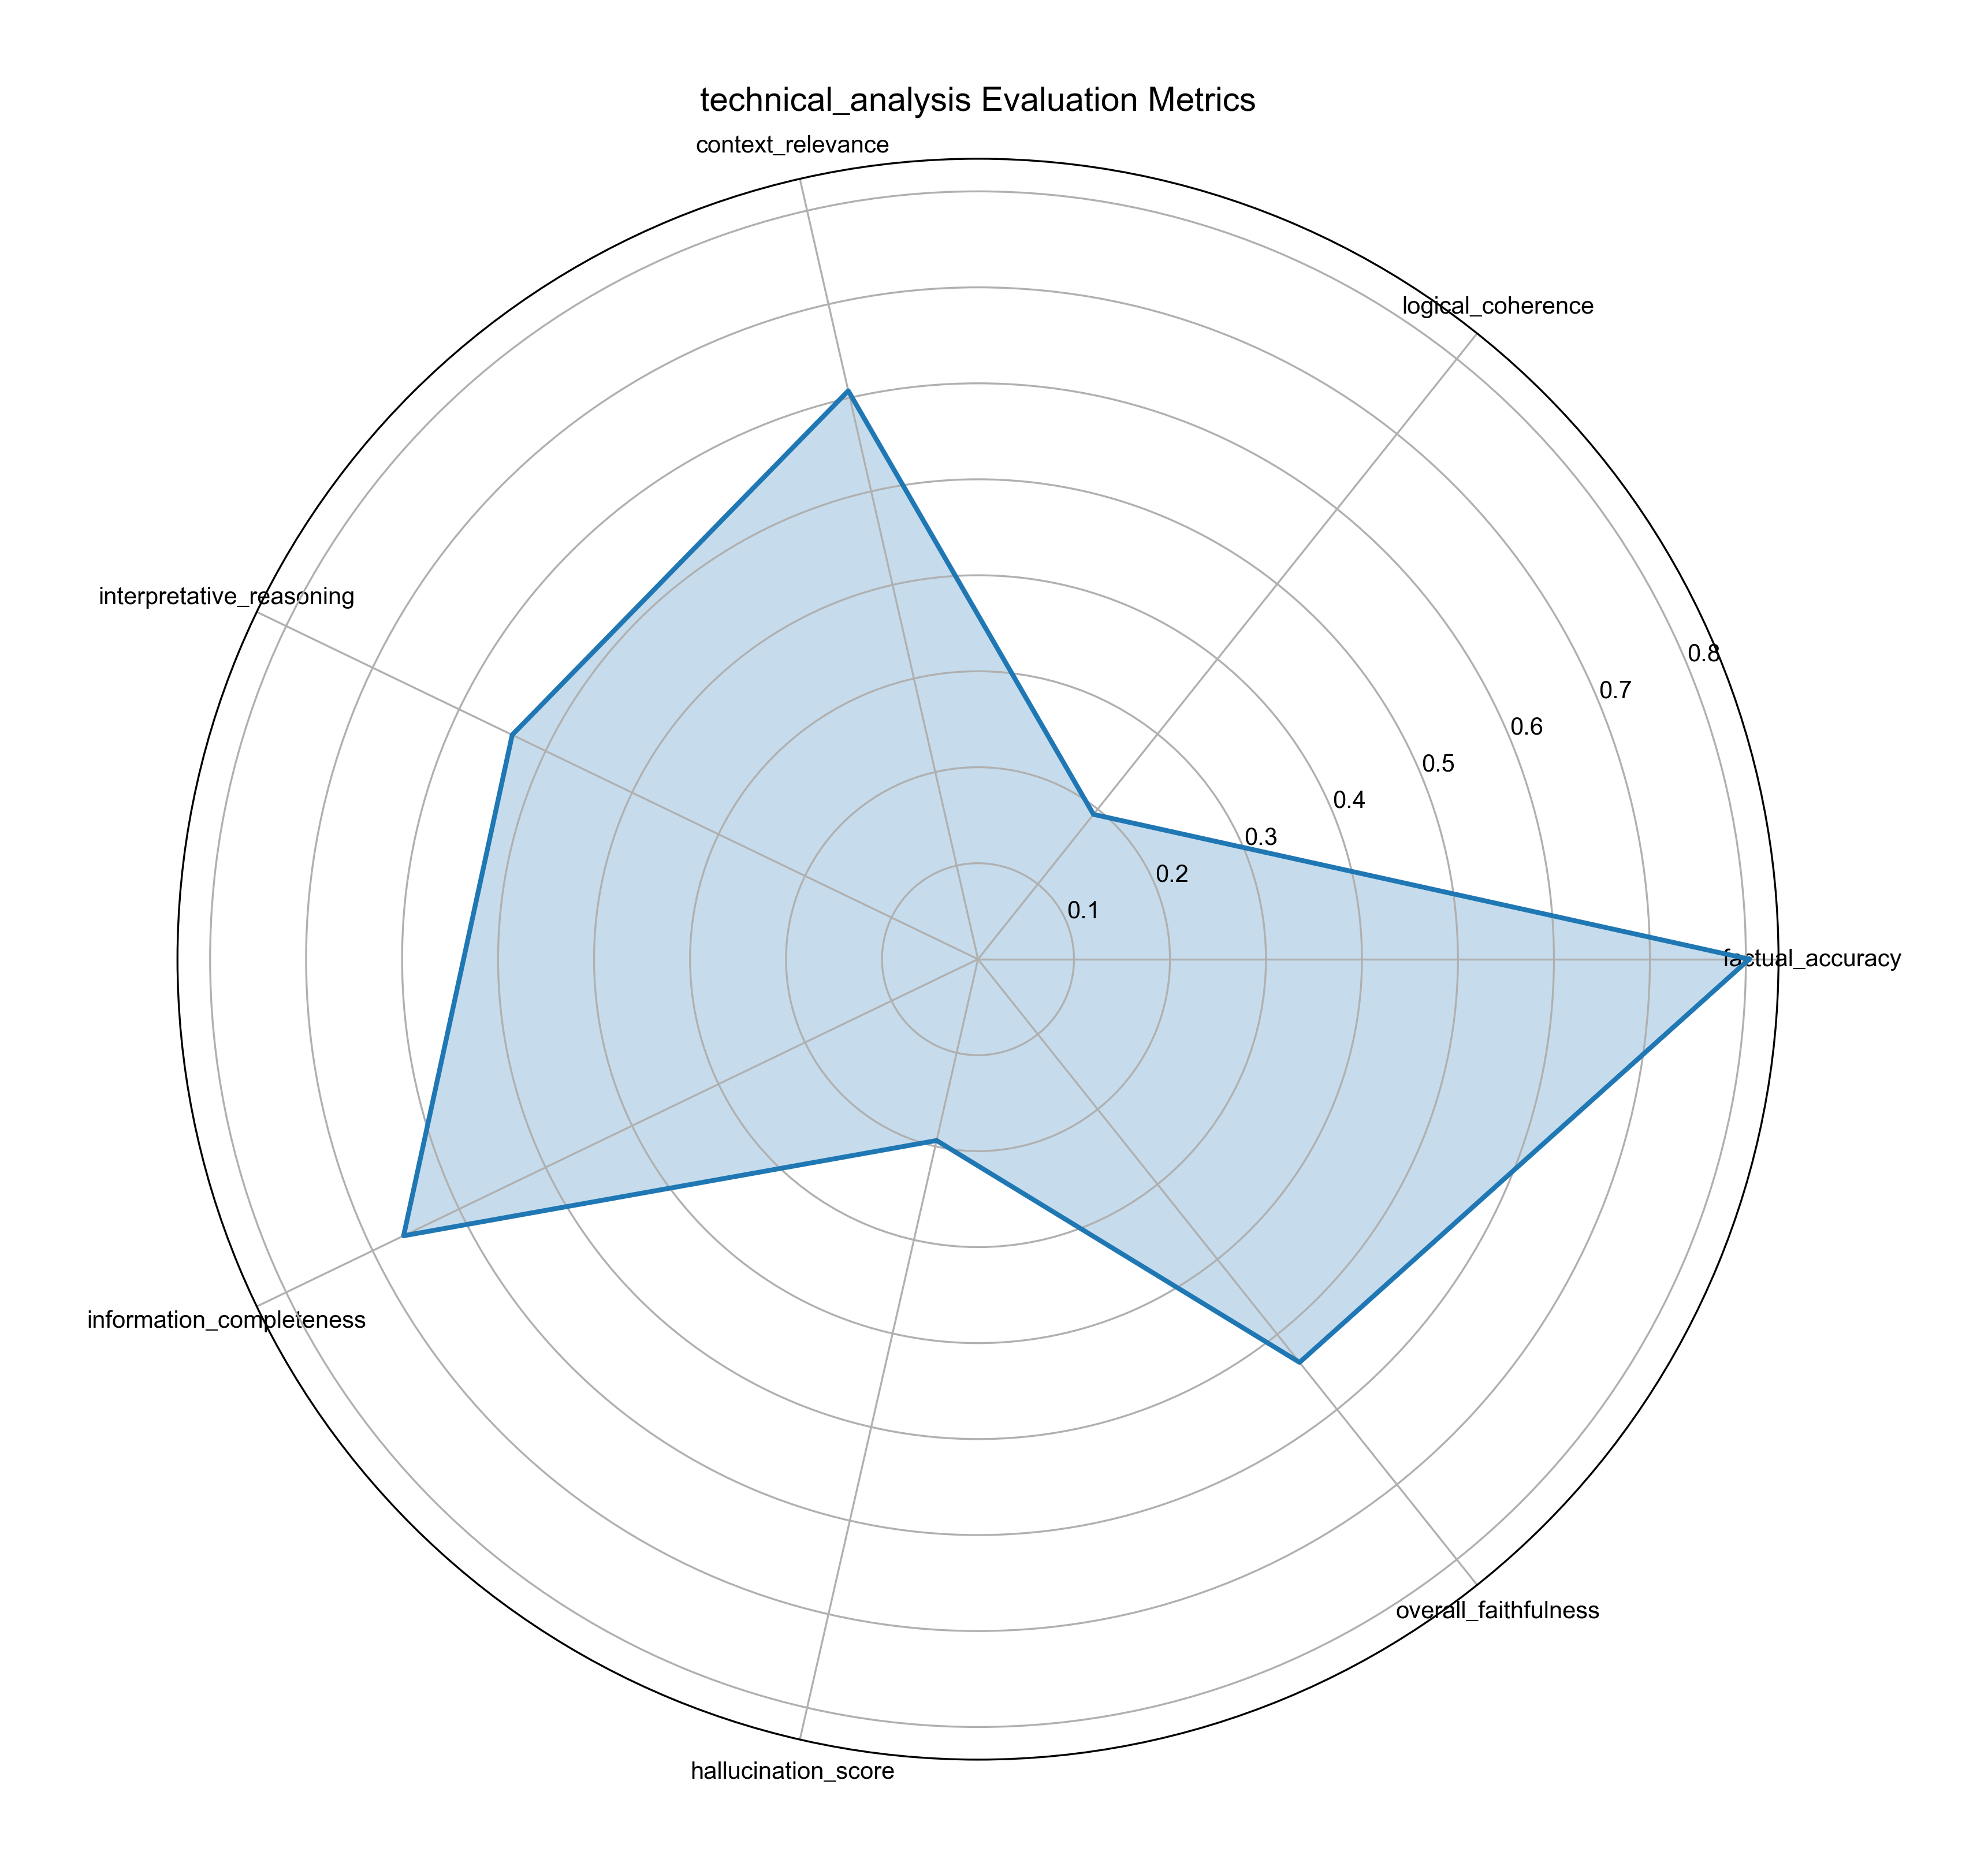 technical_analysis Evaluation Metrics
context_relevance
logical_coherence
interpretative_reasoning
0.8
0.7
0.6
0.5
0.4
0.3
0.2
0.1
factual_accuracy
information_completeness
overall_faithfulness
hallucination_score